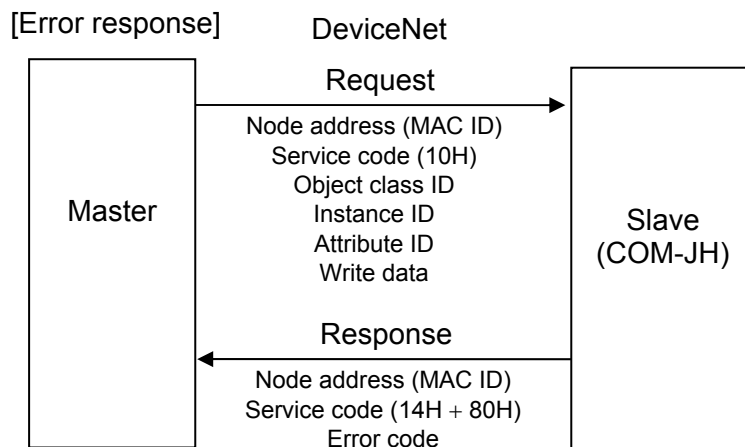 [Error response]
DeviceNet
Request
Node address (MAC ID)
Service code (10H)
Object class ID
Instance ID
Attribute ID
Write data
Master
Slave
(COM-JH)
Response
Node address (MAC ID)
Service code (14H + 80H)
Error code